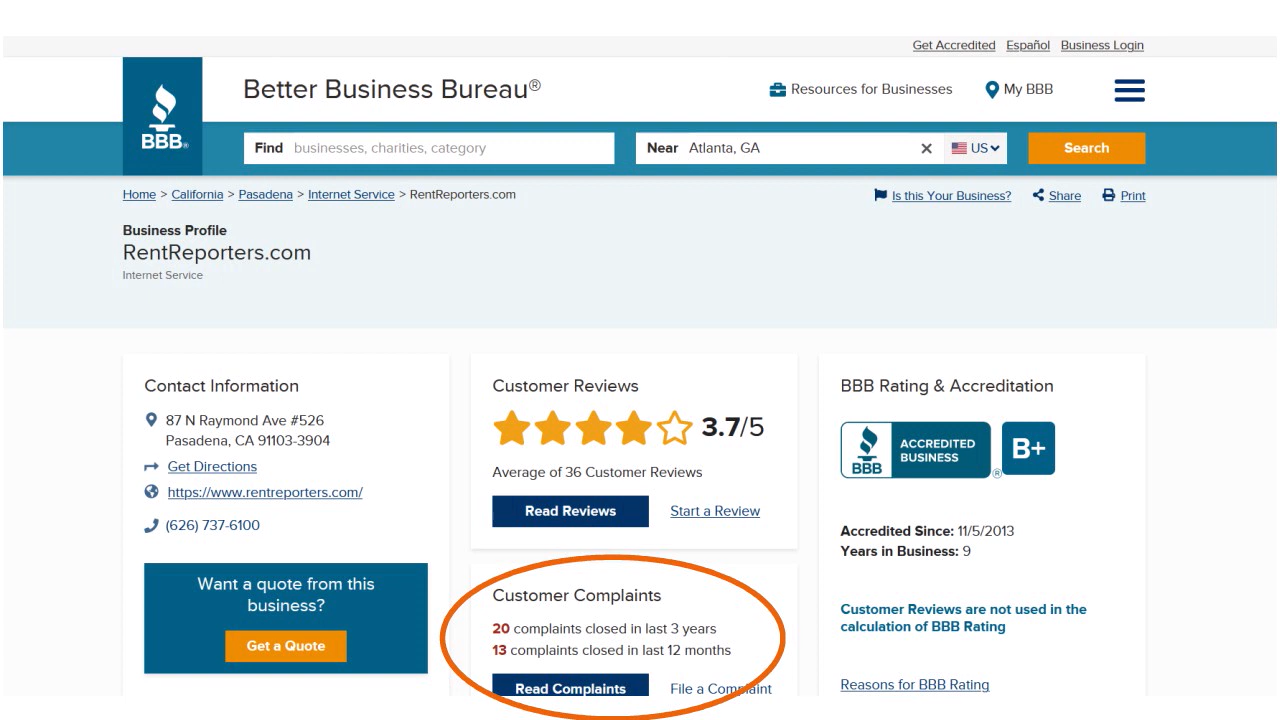 Get Accredited Español Business Login
BBB®
Better Business Bureau®
Resources for Businesses My BBB
Find businesses, charities, category
Near Atlanta, GA × US
Search
Home > California > Pasadena > Internet Service > RentReporters.com
Is this Your Business? Share Print
Business Profile
RentReporters.com
Internet Service
Contact Information
87 N Raymond Ave #526
Pasadena, CA 91103-3904
Get Directions
https://www.rentreporters.com/
(626) 737-6100
Want a quote from this
business?
Get a Quote
Customer Reviews
3.7/5
Average of 36 Customer Reviews
Read Reviews Start a Review
Customer Complaints
20 complaints closed in last 3 years
13 complaints closed in last 12 months
Read Complaints File a Complaint
BBB Rating & Accreditation
BBB ACCREDITED
BUSINESS ® B+
Accredited Since: 11/5/2013
Years in Business: 9
Customer Reviews are not used in the
calculation of BBB Rating
Reasons for BBB Rating